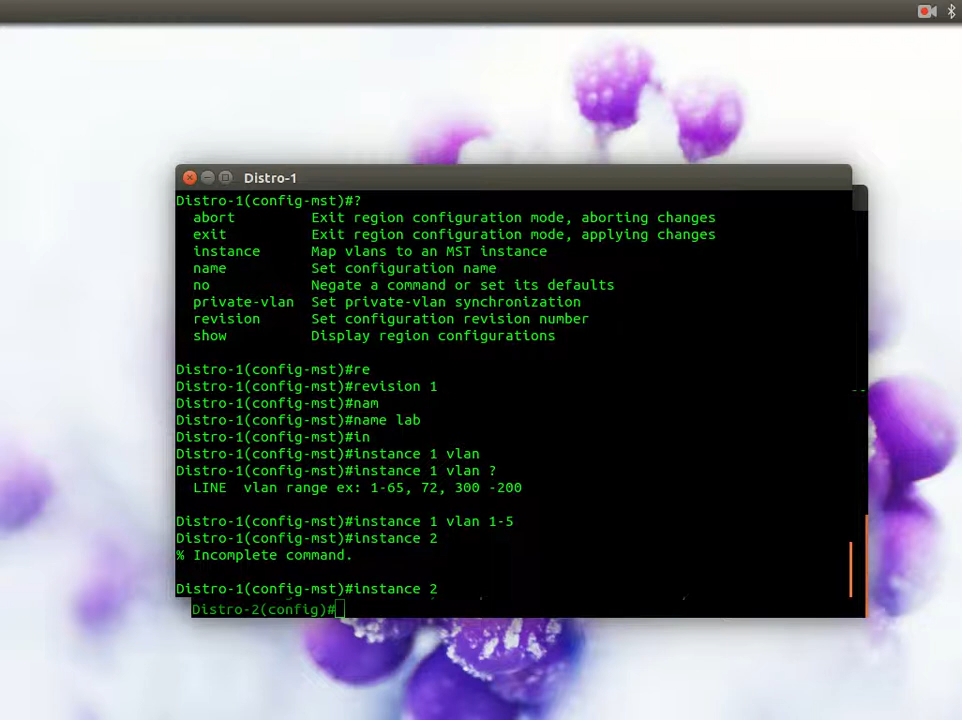 Distro-1
Distro-1(config-mst)#?
abort Exit region configuration mode, aborting changes
exit Exit region configuration mode, applying changes
instance Map vlans to an MST instance
name Set configuration name
no Negate a command or set its defaults
private-vlan Set private-vlan synchronization
revision Set configuration revision number
show Display region configurations
Distro-1(config-mst)#re
Distro-1(config-mst)#revision 1
Distro-1(config-mst)#nam
Distro-1(config-mst)#name lab
Distro-1(config-mst)#in
Distro-1(config-mst)#instance 1 vlan
Distro-1(config-mst)#instance 1 vlan ?
LINE vlan range ex: 1-65, 72, 300 -200
Distro-1(config-mst)#instance 1 vlan 1-5
Distro-1(config-mst)#instance 2
% Incomplete command.
Distro-1(config-mst)#instance 2
Distro-2(config)#